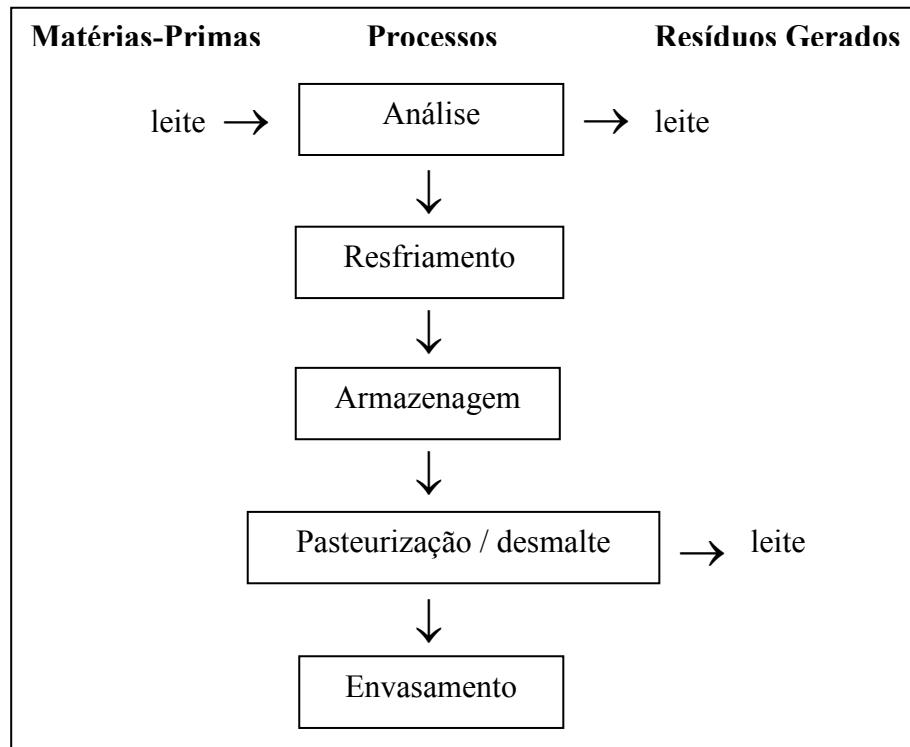 Matérias-Primas Processos Resíduos Gerados
leite → Análise → leite
↓
Resfriamento
↓
Armazenagem
↓
Pasteurização / desmalte → leite
↓
Envasamento